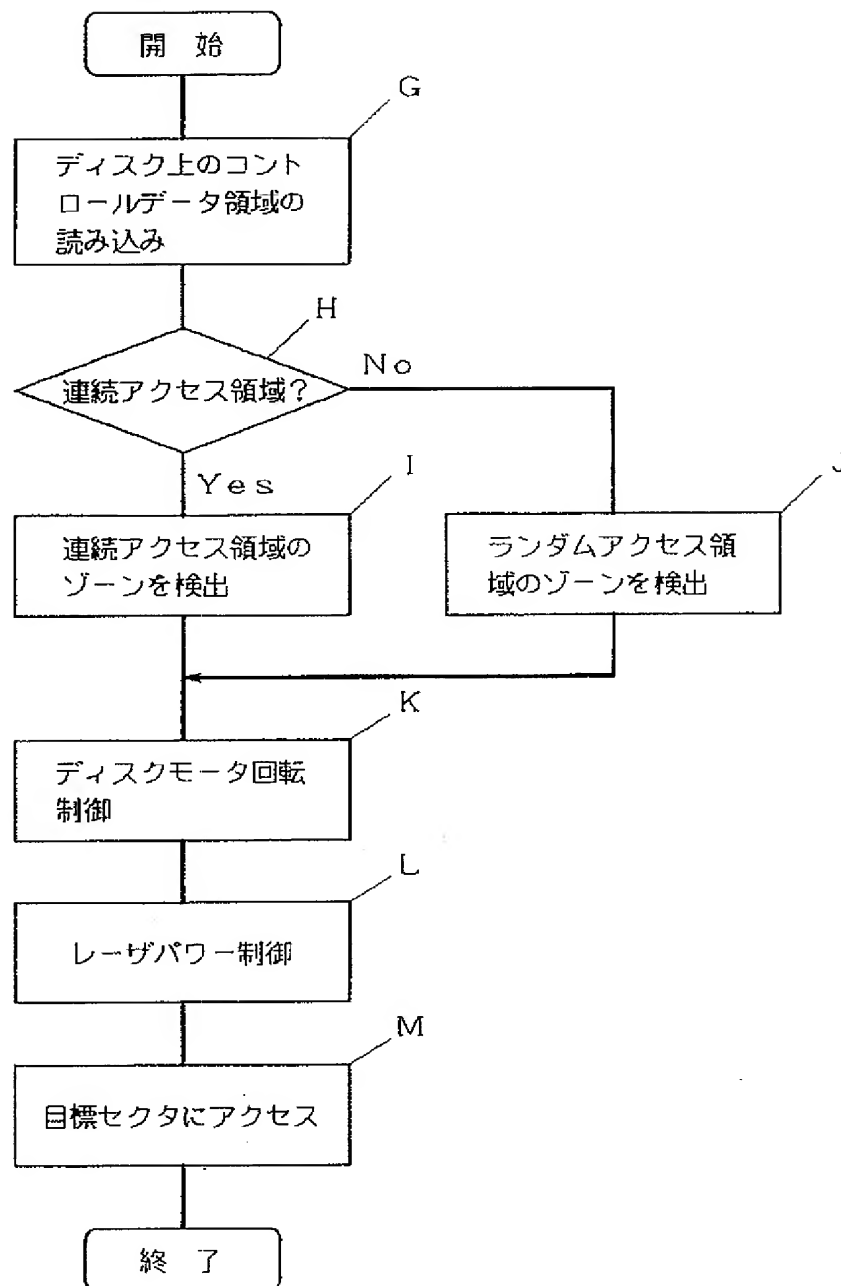 開 始
G
ディスク上のコント
ロールデータ領域の
読み込み
H
連続アクセス領域?
No
Yes
I
連続アクセス領域の
ゾーンを検出
J
ランダムアクセス領
域のゾーンを検出
K
ディスクモータ回転
制御
L
レーザパワー制御
M
目標セクタにアクセス
終 了